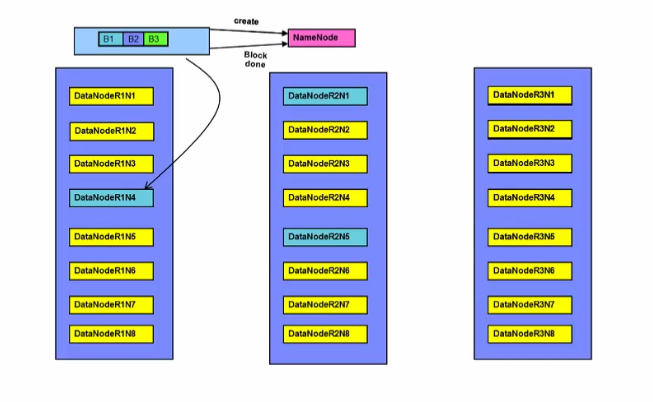 create
B1 B2 B3
NameNode
Block
done
DataNodeR1N1
DataNodeR1N2
DataNodeR1N3
DataNodeR1N4
DataNodeR1N5
DataNodeR1N6
DataNodeR1N7
DataNodeR1N8
DataNodeR2N1
DataNodeR2N2
DataNodeR2N3
DataNodeR2N4
DataNodeR2N5
DataNodeR2N6
DataNodeR2N7
DataNodeR2N8
DataNodeR3N1
DataNodeR3N2
DataNodeR3N3
DataNodeR3N4
DataNodeR3N5
DataNodeR3N6
DataNodeR3N7
DataNodeR3N8